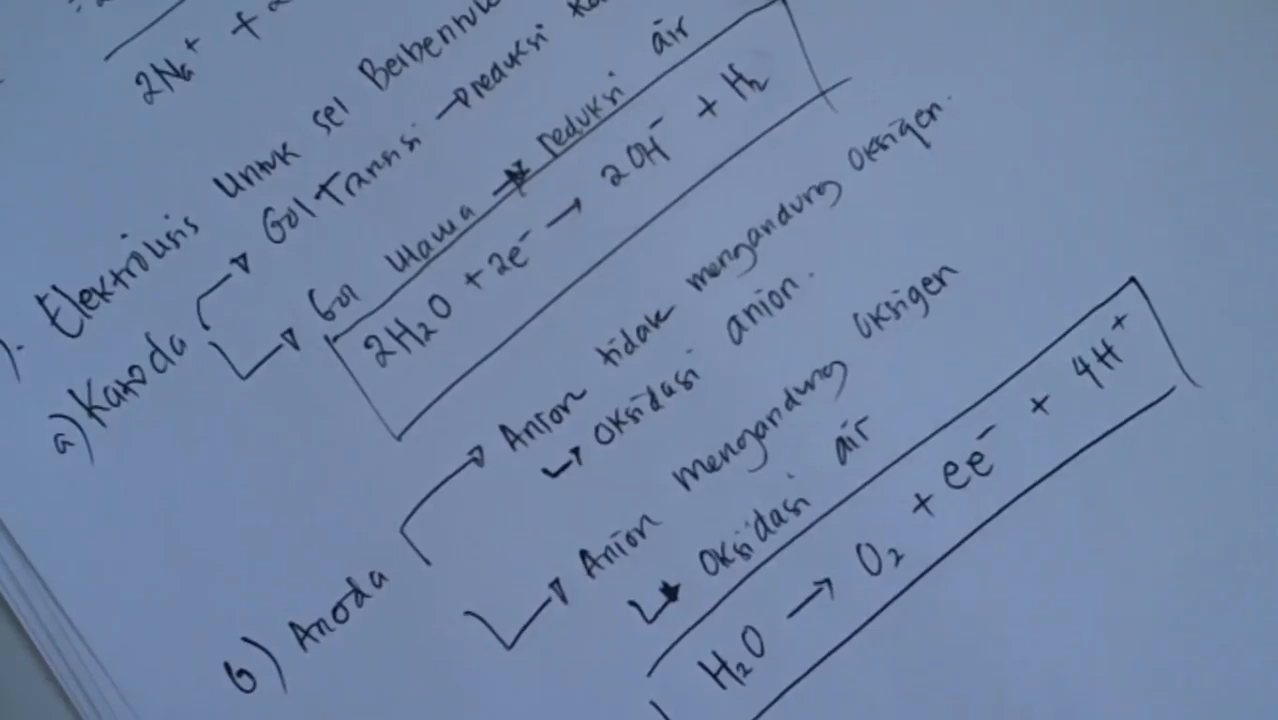 2Na⁺ +
Elektrolisis Untuk sel Berbentuk
a) Katoda
Gol Transisi → reduksi
Gol Utama → reduksi air
2H₂O + 2e⁻ → 2OH⁻ + H₂
b) Anoda
Anion tidak mengandung oksigen.
↳ Oksidasi anion.
Anion mengandung oksigen
↳ Oksidasi air
H₂O → O₂ + ee⁻ + 4H⁺